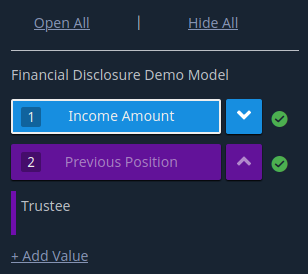 Open All | Hide All
Financial Disclosure Demo Model
1 Income Amount
2 Previous Position
Trustee
+ Add Value